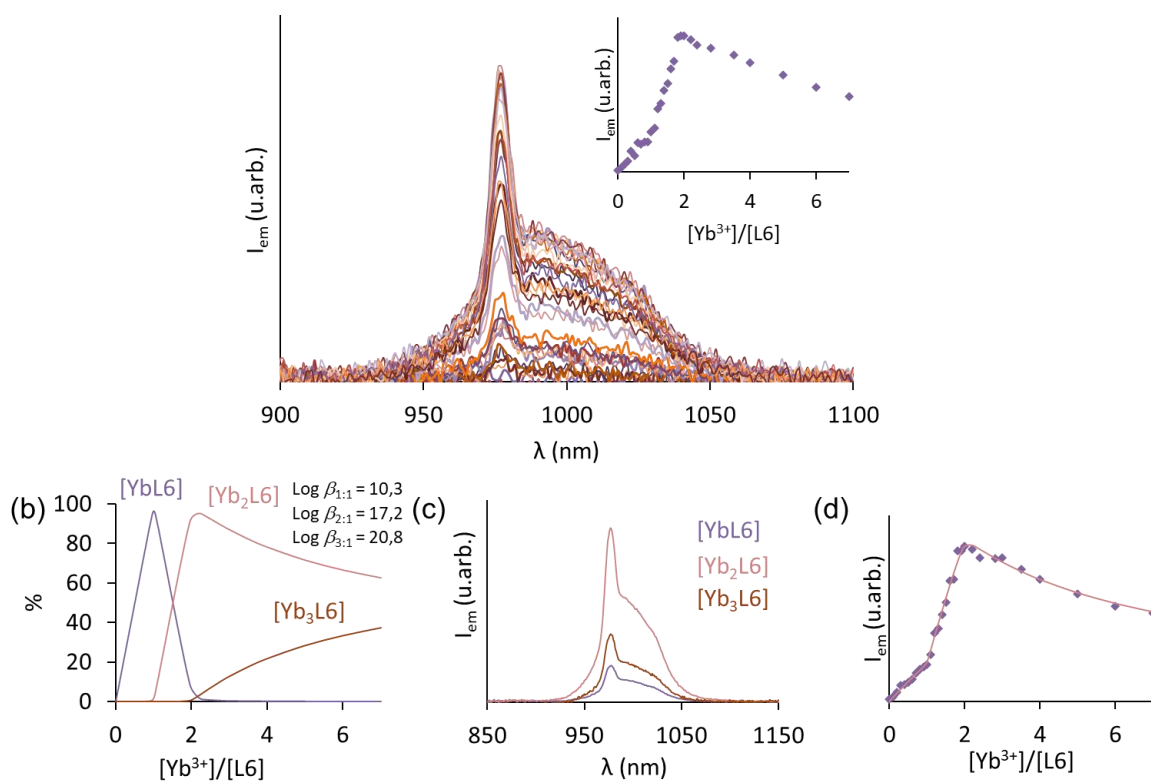 I_em (u.arb.)
900 950 1000 1050 1100
λ (nm)
I_em (u.arb.)
0 2 4 6
[Yb³⁺]/[L6]
(b)
[YbL6]
[Yb₂L6]
[Yb₃L6]
Log β₁:₁ = 10,3
Log β₂:₁ = 17,2
Log β₃:₁ = 20,8
%
100
80
60
40
20
0
0 2 4 6
[Yb³⁺]/[L6]
(c)
[YbL6]
[Yb₂L6]
[Yb₃L6]
I_em (u.arb.)
850 950 1050 1150
λ (nm)
(d)
I_em (u.arb.)
0 2 4 6
[Yb³⁺]/[L6]